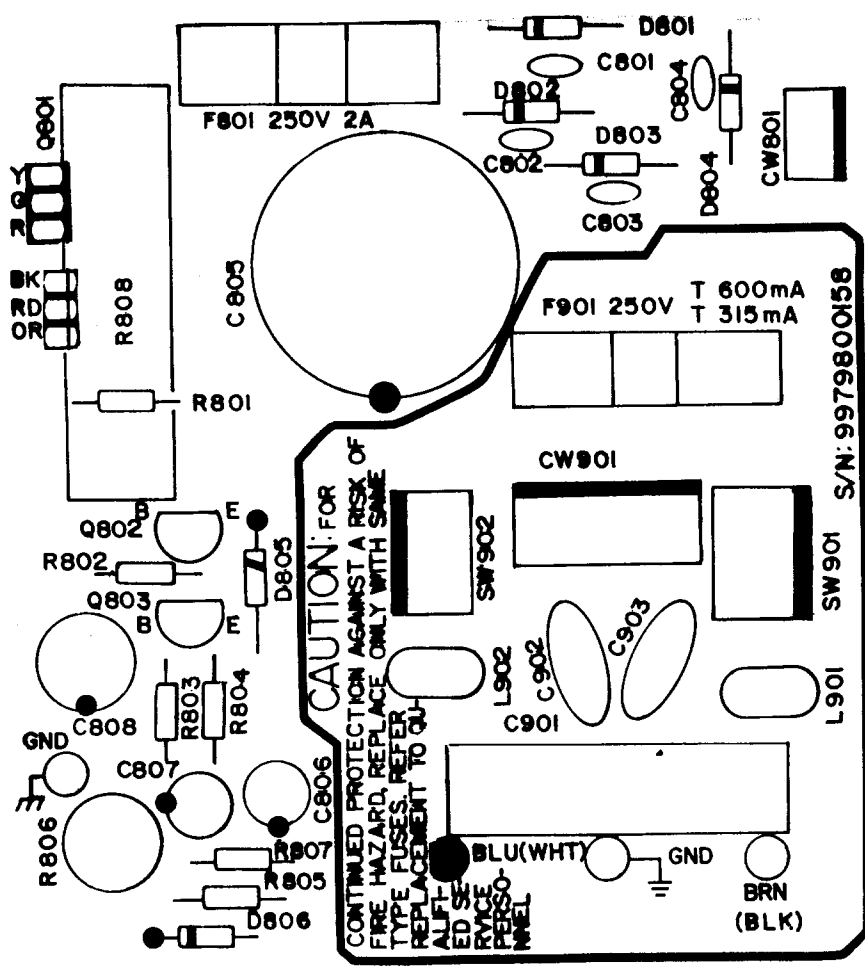 D801
C801
D802
C804
F801 250V 2A
Q801
D803
C802
CW801
D804
C803
Y
G
R
BK
RD
OR
R808
C805
F901 250V
T 600mA
T 315mA
S/N: 9979800158
R801
CW901
CAUTION: FOR
CONTINUED PROTECTION AGAINST A RISK OF
FIRE HAZARD, REPLACE ONLY WITH SAME
TYPE FUSES. REFER
REPLACEMENT TO QU-
ALIFI-
ED SE
RVICE
PERSO-
NNEL
B
E
Q802
R802
D805
SW902
SW901
Q803
B
E
C902
C903
L902
L901
R803
R804
C808
C901
GND
C807
C806
R806
R807
BLU(WHT)
GND
R805
BRN
(BLK)
D806